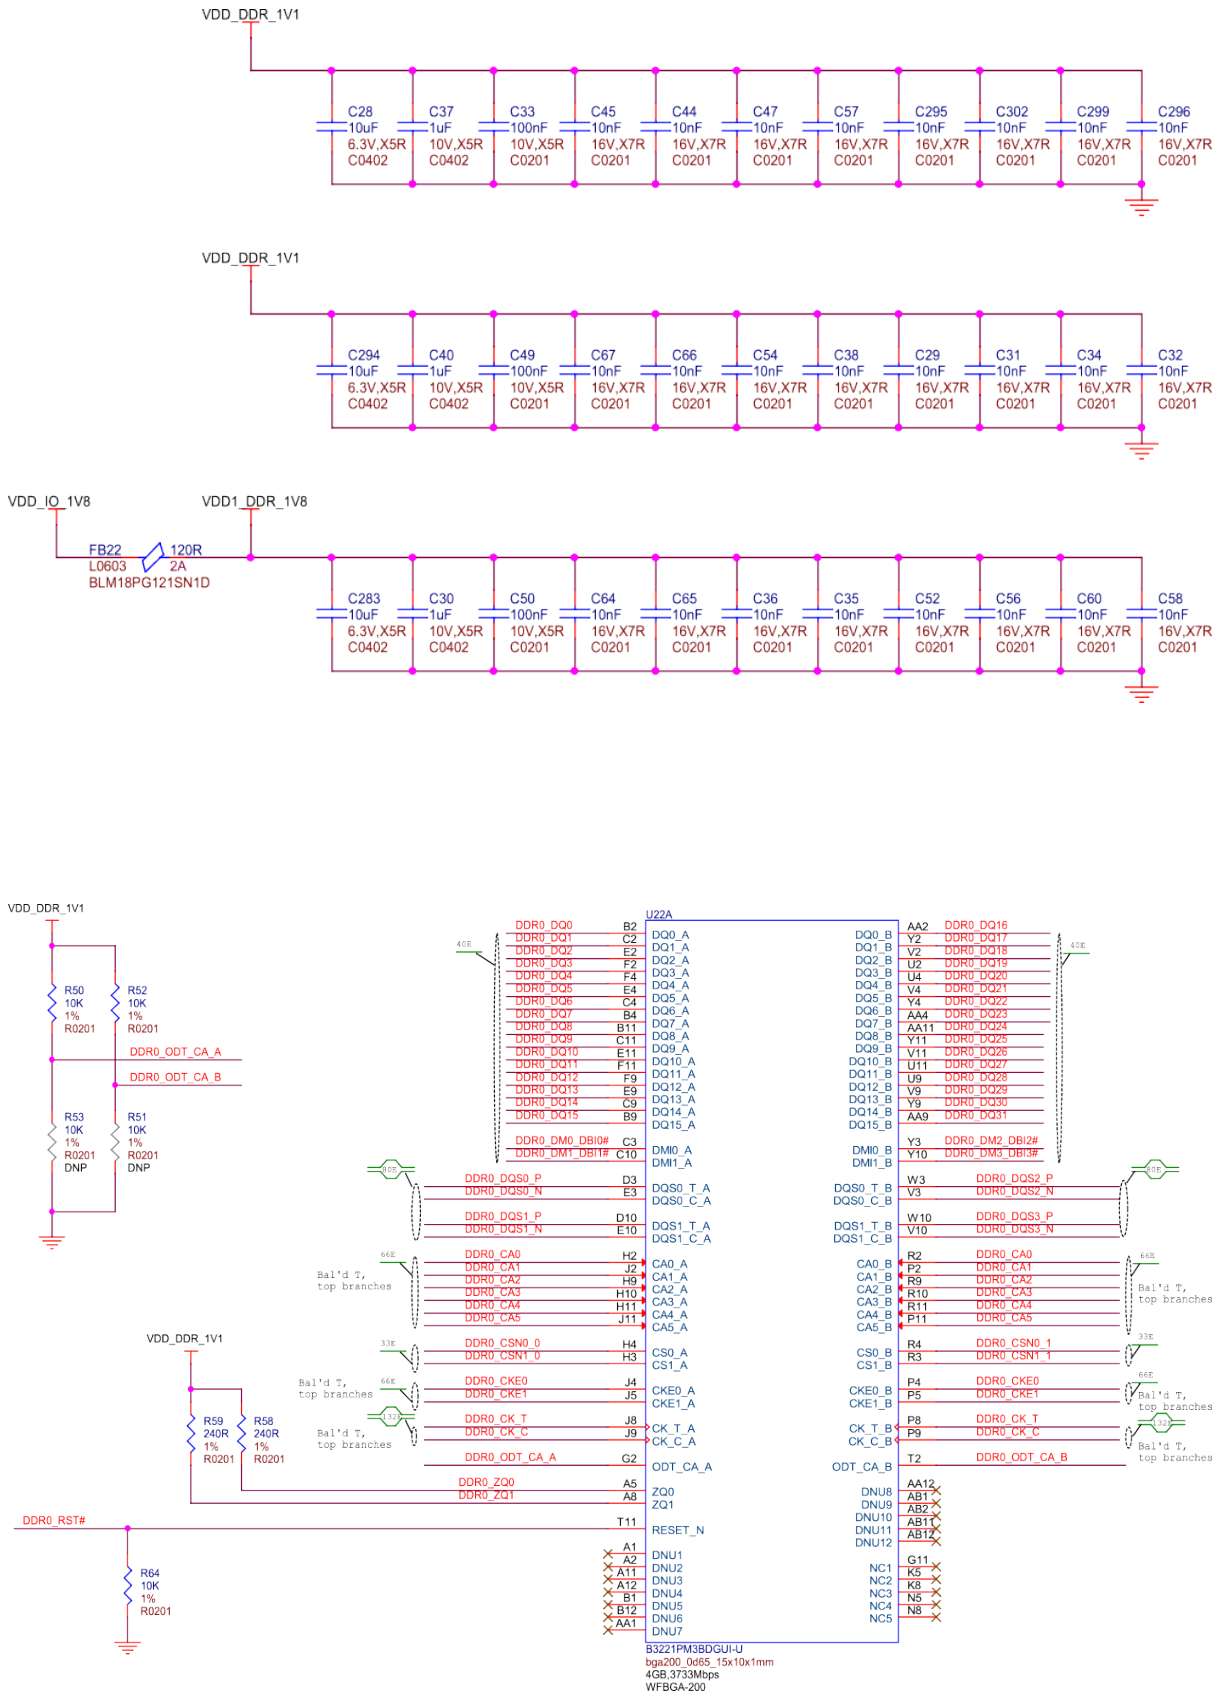 VDD_DDR_1V1
C28 C37 C33 C45 C44 C47 C57 C295 C302 C299 C296
10uF 1uF 100nF 10nF 10nF 10nF 10nF 10nF 10nF 10nF 10nF
6.3V,X5R 10V,X5R 10V,X5R 16V,X7R 16V,X7R 16V,X7R 16V,X7R 16V,X7R 16V,X7R 16V,X7R 16V,X7R
C0402 C0402 C0201 C0201 C0201 C0201 C0201 C0201 C0201 C0201 C0201
VDD_DDR_1V1
C294 C40 C49 C67 C66 C54 C38 C29 C31 C34 C32
10uF 1uF 100nF 10nF 10nF 10nF 10nF 10nF 10nF 10nF 10nF
6.3V,X5R 10V,X5R 10V,X5R 16V,X7R 16V,X7R 16V,X7R 16V,X7R 16V,X7R 16V,X7R 16V,X7R 16V,X7R
C0402 C0402 C0201 C0201 C0201 C0201 C0201 C0201 C0201 C0201 C0201
VDD_IO_1V8 VDD1_DDR_1V8
FB22 120R
L0603 2A
BLM18PG121SN1D
C283 C30 C50 C64 C65 C36 C35 C52 C56 C60 C58
10uF 1uF 100nF 10nF 10nF 10nF 10nF 10nF 10nF 10nF 10nF
6.3V,X5R 10V,X5R 10V,X5R 16V,X7R 16V,X7R 16V,X7R 16V,X7R 16V,X7R 16V,X7R 16V,X7R 16V,X7R
C0402 C0402 C0201 C0201 C0201 C0201 C0201 C0201 C0201 C0201 C0201
VDD_DDR_1V1
R50 R52
10K 10K
1% 1%
R0201 R0201
DDR0_ODT_CA_A
DDR0_ODT_CA_B
R53 R51
10K 10K
1% 1%
R0201 R0201
DNP DNP
U22A
DDR0_DQ0 B2 DQ0_A DQ0_B AA2 DDR0_DQ16
DDR0_DQ1 C2 DQ1_A DQ1_B Y2 DDR0_DQ17
DDR0_DQ2 E2 DQ2_A DQ2_B V2 DDR0_DQ18
DDR0_DQ3 F2 DQ3_A DQ3_B U2 DDR0_DQ19
DDR0_DQ4 F4 DQ4_A DQ4_B U4 DDR0_DQ20
DDR0_DQ5 E4 DQ5_A DQ5_B V4 DDR0_DQ21
DDR0_DQ6 C4 DQ6_A DQ6_B Y4 DDR0_DQ22
DDR0_DQ7 B4 DQ7_A DQ7_B AA4 DDR0_DQ23
DDR0_DQ8 B11 DQ8_A DQ8_B AA11 DDR0_DQ24
DDR0_DQ9 C11 DQ9_A DQ9_B Y11 DDR0_DQ25
DDR0_DQ10 E11 DQ10_A DQ10_B V11 DDR0_DQ26
DDR0_DQ11 F11 DQ11_A DQ11_B U11 DDR0_DQ27
DDR0_DQ12 F9 DQ12_A DQ12_B U9 DDR0_DQ28
DDR0_DQ13 E9 DQ13_A DQ13_B V9 DDR0_DQ29
DDR0_DQ14 C9 DQ14_A DQ14_B Y9 DDR0_DQ30
DDR0_DQ15 B9 DQ15_A DQ15_B AA9 DDR0_DQ31
40E 40E
DDR0_DM0_DBI0# C3 DMI0_A DMI0_B Y3 DDR0_DM2_DBI2#
DDR0_DM1_DBI1# C10 DMI1_A DMI1_B Y10 DDR0_DM3_DBI3#
80E 80E
DDR0_DQS0_P D3 DQS0_T_A DQS0_T_B W3 DDR0_DQS2_P
DDR0_DQS0_N E3 DQS0_C_A DQS0_C_B V3 DDR0_DQS2_N
DDR0_DQS1_P D10 DQS1_T_A DQS1_T_B W10 DDR0_DQS3_P
DDR0_DQS1_N E10 DQS1_C_A DQS1_C_B V10 DDR0_DQS3_N
66E 66E
DDR0_CA0 H2 CA0_A CA0_B R2 DDR0_CA0
DDR0_CA1 J2 CA1_A CA1_B P2 DDR0_CA1
DDR0_CA2 H9 CA2_A CA2_B R9 DDR0_CA2
DDR0_CA3 H10 CA3_A CA3_B R10 DDR0_CA3
DDR0_CA4 H11 CA4_A CA4_B R11 DDR0_CA4
DDR0_CA5 J11 CA5_A CA5_B P11 DDR0_CA5
Bal'd T, Bal'd T,
top branches top branches
33E 33E
DDR0_CSN0_0 H4 CS0_A CS0_B R4 DDR0_CSN0_1
DDR0_CSN1_0 H3 CS1_A CS1_B R3 DDR0_CSN1_1
66E 66E
DDR0_CKE0 J4 CKE0_A CKE0_B P4 DDR0_CKE0
DDR0_CKE1 J5 CKE1_A CKE1_B P5 DDR0_CKE1
Bal'd T, Bal'd T,
top branches top branches
132E 132E
DDR0_CK_T J8 CK_T_A CK_T_B P8 DDR0_CK_T
DDR0_CK_C J9 CK_C_A CK_C_B P9 DDR0_CK_C
Bal'd T, Bal'd T,
top branches top branches
DDR0_ODT_CA_A G2 ODT_CA_A ODT_CA_B T2 DDR0_ODT_CA_B
VDD_DDR_1V1
R59 R58
240R 240R
1% 1%
R0201 R0201
DDR0_ZQ0 A5 ZQ0 DNU8 AA12
DDR0_ZQ1 A8 ZQ1 DNU9 AB1
DNU10 AB2
DDR0_RST# T11 RESET_N DNU11 AB11
DNU12 AB12
A1 DNU1 NC1 G11
A2 DNU2 NC2 K5
A11 DNU3 NC3 K8
A12 DNU4 NC4 N5
B1 DNU5 NC5 N8
B12 DNU6
AA1 DNU7
R64
10K
1%
R0201
B3221PM3BDGUI-U
bga200_0d65_15x10x1mm
4GB,3733Mbps
WFBGA-200